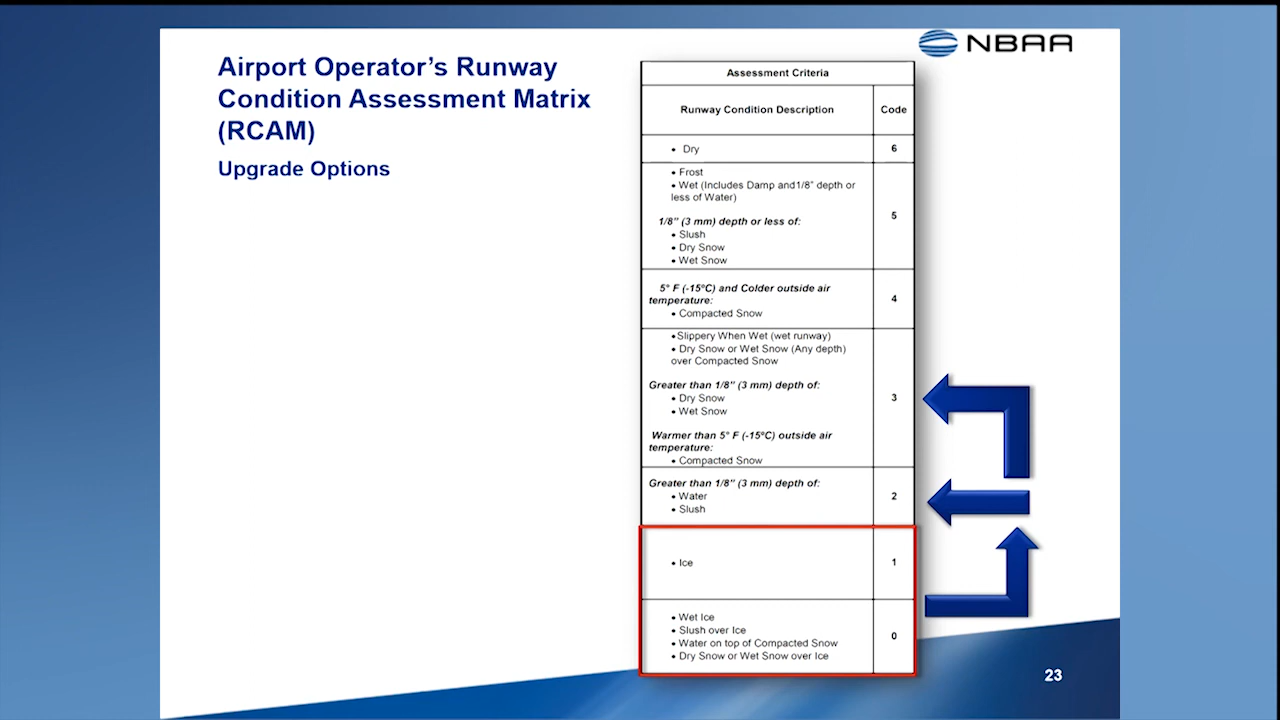 NBAA
Airport Operator’s Runway
Condition Assessment Matrix
(RCAM)
Upgrade Options
Assessment Criteria
Runway Condition Description
Code
• Dry
6
• Frost
• Wet (Includes Damp and1/8” depth or
less of Water)
1/8” (3 mm) depth or less of:
• Slush
• Dry Snow
• Wet Snow
5
5° F (-15°C) and Colder outside air
temperature:
• Compacted Snow
4
•Slippery When Wet (wet runway)
• Dry Snow or Wet Snow (Any depth)
over Compacted Snow
Greater than 1/8” (3 mm) depth of:
• Dry Snow
• Wet Snow
Warmer than 5° F (-15°C) outside air
temperature:
• Compacted Snow
3
Greater than 1/8” (3 mm) depth of:
• Water
• Slush
2
• Ice
1
• Wet Ice
• Slush over Ice
• Water on top of Compacted Snow
• Dry Snow or Wet Snow over Ice
0
23